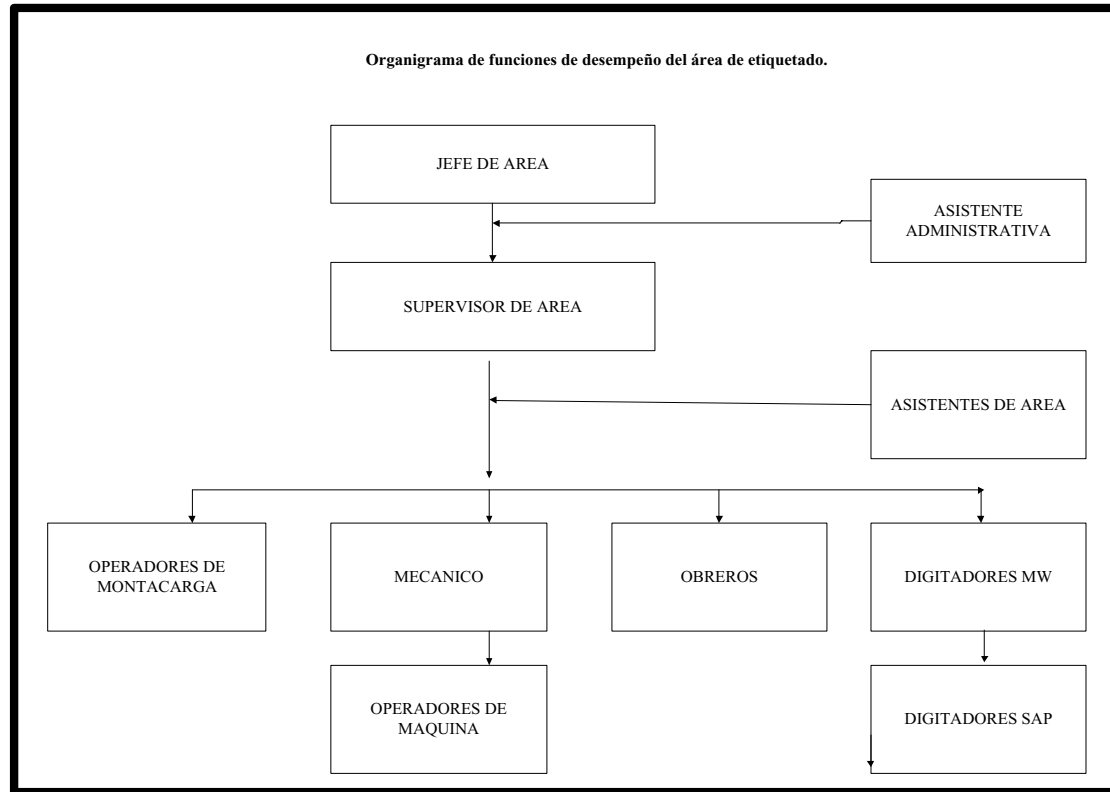 Organigrama de funciones de desempeño del área de etiquetado.
JEFE DE AREA
ASISTENTE
ADMINISTRATIVA
SUPERVISOR DE AREA
ASISTENTES DE AREA
OPERADORES DE
MONTACARGA
MECANICO
OBREROS
DIGITADORES MW
OPERADORES DE
MAQUINA
DIGITADORES SAP